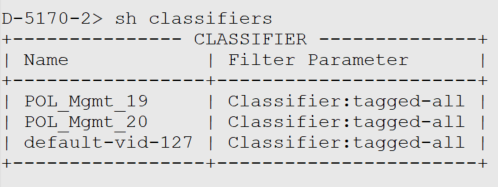 D-5170-2> sh classifiers
+--------------- CLASSIFIER ---------------+
| Name | Filter Parameter |
+-----------------+------------------------+
| POL_Mgmt_19 | Classifier:tagged-all |
| POL_Mgmt_20 | Classifier:tagged-all |
| default-vid-127 | Classifier:tagged-all |
+-----------------+------------------------+